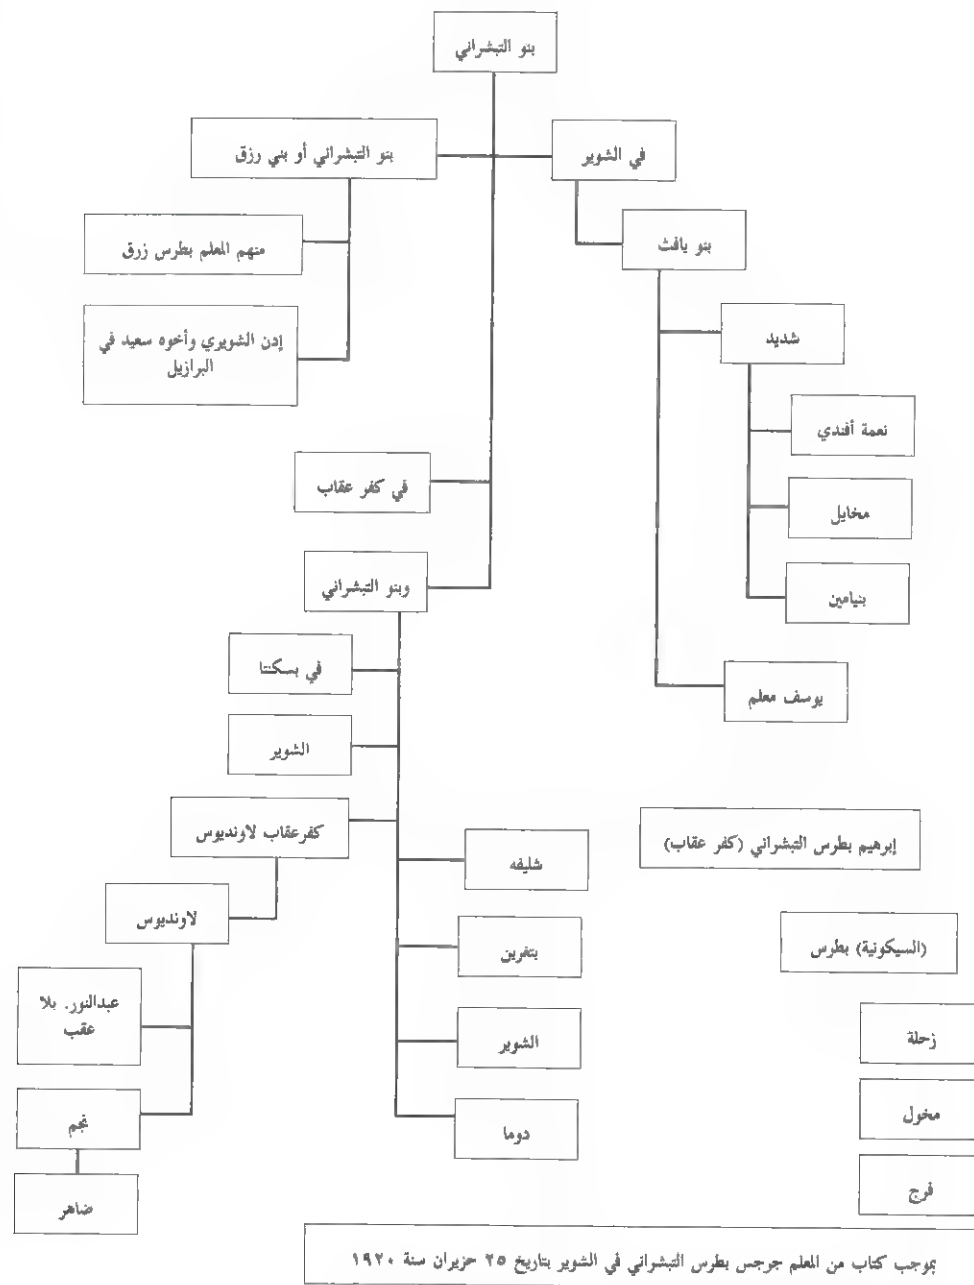 بنو التبشراني
في الشوير
بنو التبشراني أو بني رزق
بنو يافث
منهم المعلم بطرس زرق
شديد
إدن الشويري وأخوه سعيد في
البرازيل
نعمة أفندي
في كفر عقاب
مخايل
وبنو التبشراني
بنيامين
في بسكنتا
يوسف معلم
الشوير
كفرعقاب لاونديوس
إبرهيم بطرس التبشراني (كفر عقاب)
شليفه
لاونديوس
(السيكونية) بطرس
بتغرين
عبدالنور. بلا
عقب
زحلة
الشوير
نجم
مخول
دوما
فرج
ضاهر
بموجب كتاب من المعلم جرجس بطرس التبشراني في الشوير بتاريخ ٢٥ حزيران سنة ١٩٢٠